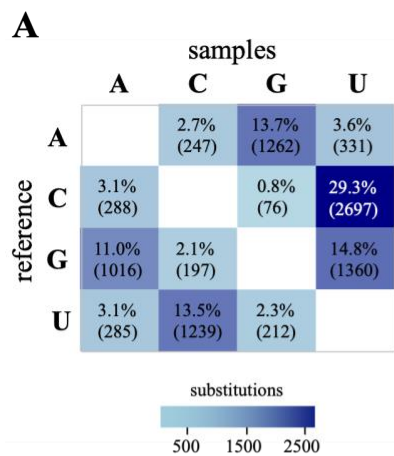 A
samples
A C G U
A 2.7% 13.7% 3.6%
(247) (1262) (331)
C 3.1% 0.8% 29.3%
(288) (76) (2697)
G 11.0% 2.1% 14.8%
(1016) (197) (1360)
U 3.1% 13.5% 2.3%
(285) (1239) (212)
reference
substitutions
500 1500 2500